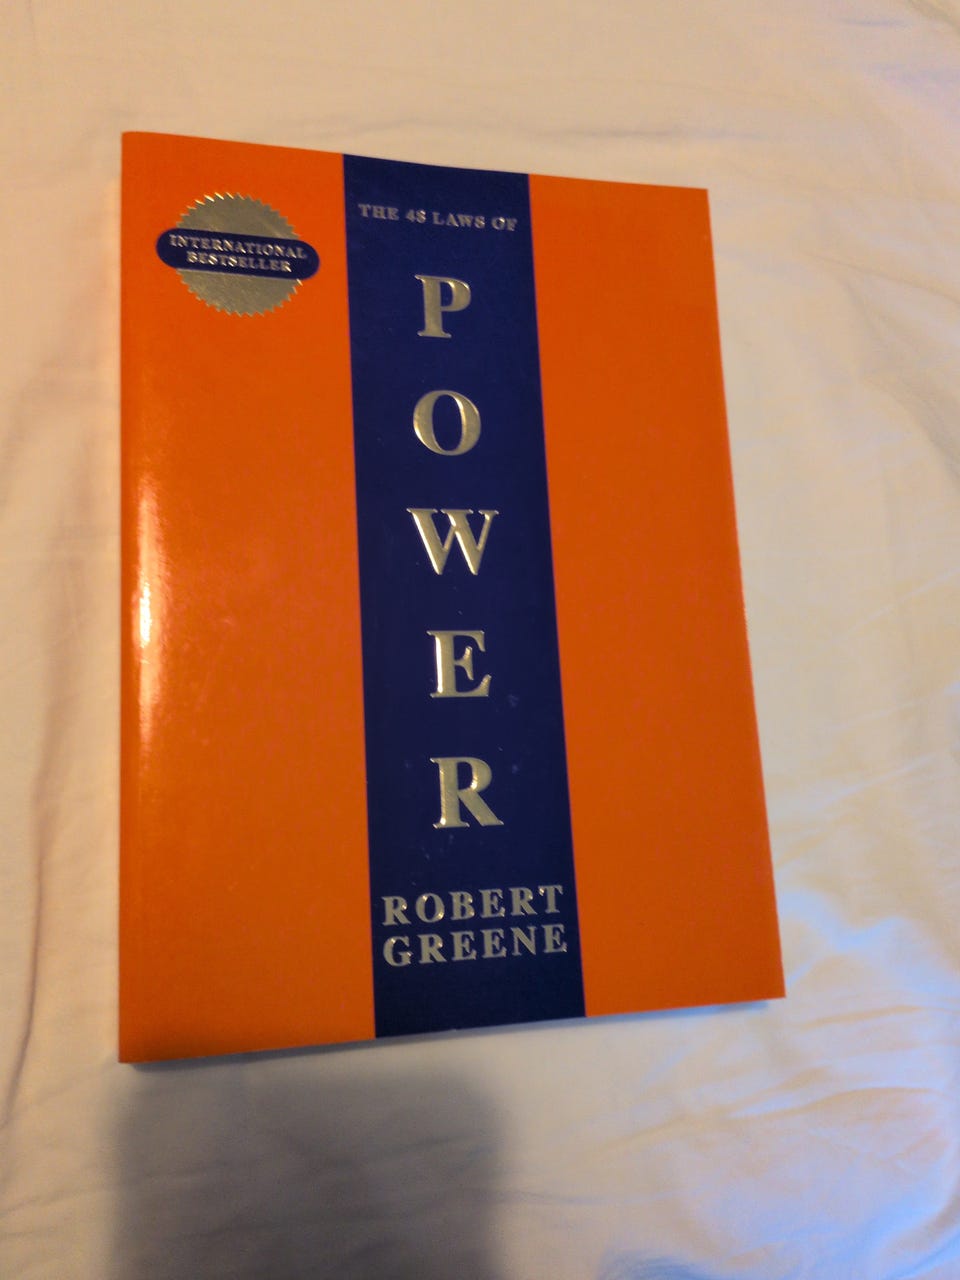 INTERNATIONAL
BESTSELLER
THE 48 LAWS OF
P
O
W
E
R
ROBERT
GREENE